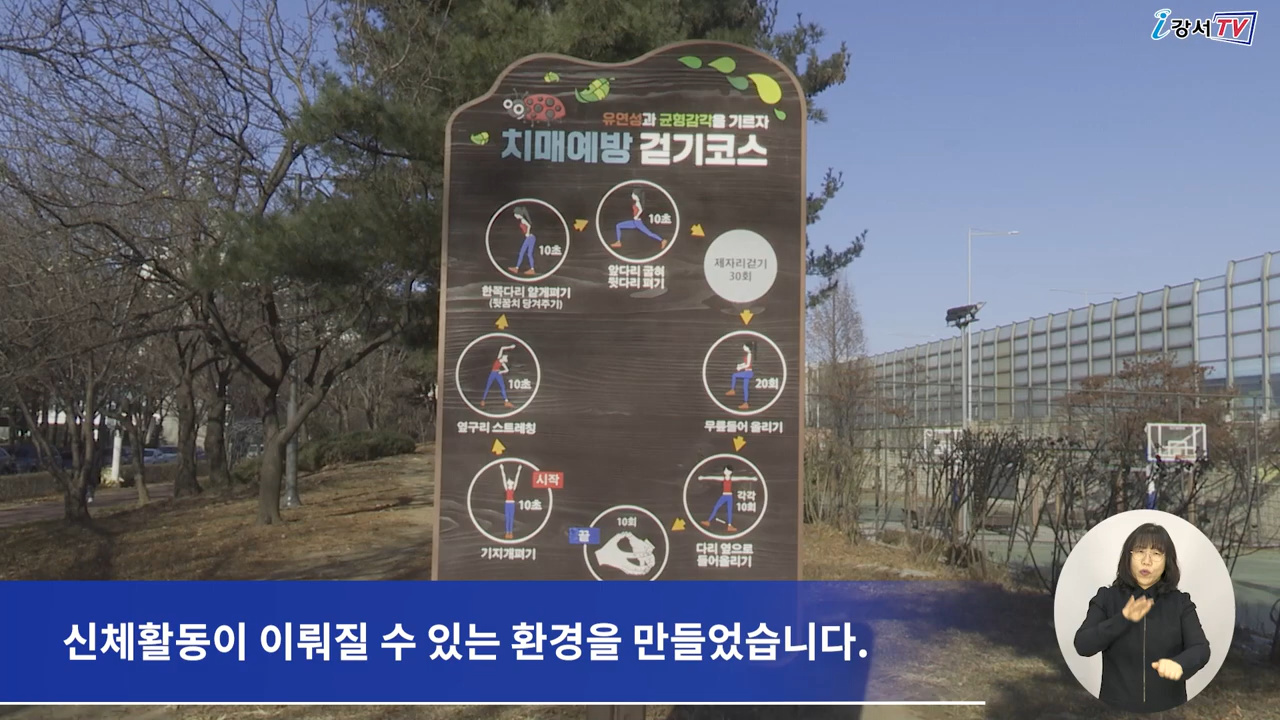 i강서TV
유연성과 균형감각을 기르자
치매예방 걷기코스
10초
10초
앞다리 굽혀
뒷다리 펴기
제자리걷기
30회
한쪽다리 얕게펴기
(뒷꿈치 당겨주기)
10초
20회
옆구리 스트레칭
무릎들어 올리기
시작
10초
기지개펴기
끝
10회
각각
10회
다리 옆으로
들어올리기
신체활동이 이뤄질 수 있는 환경을 만들었습니다.